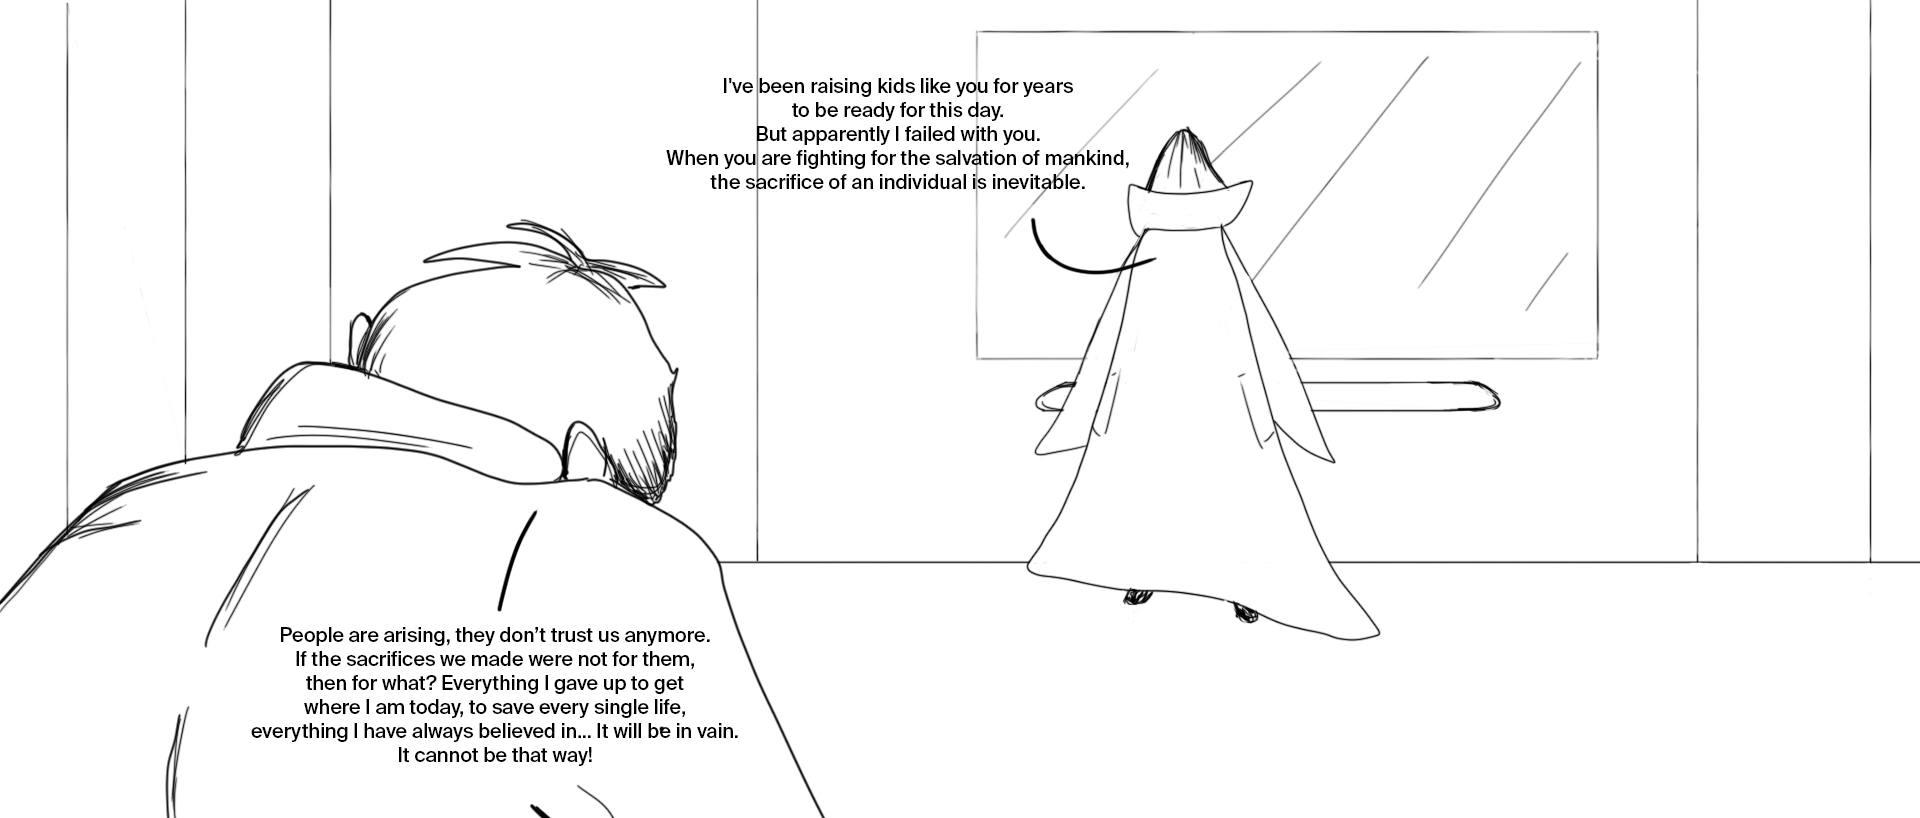 I've been raising kids like you for years
to be ready for this day.
But apparently I failed with you.
When you are fighting for the salvation of mankind,
the sacrifice of an individual is inevitable.
People are arising, they don’t trust us anymore.
If the sacrifices we made were not for them,
then for what? Everything I gave up to get
where I am today, to save every single life,
everything I have always believed in... It will be in vain.
It cannot be that way!